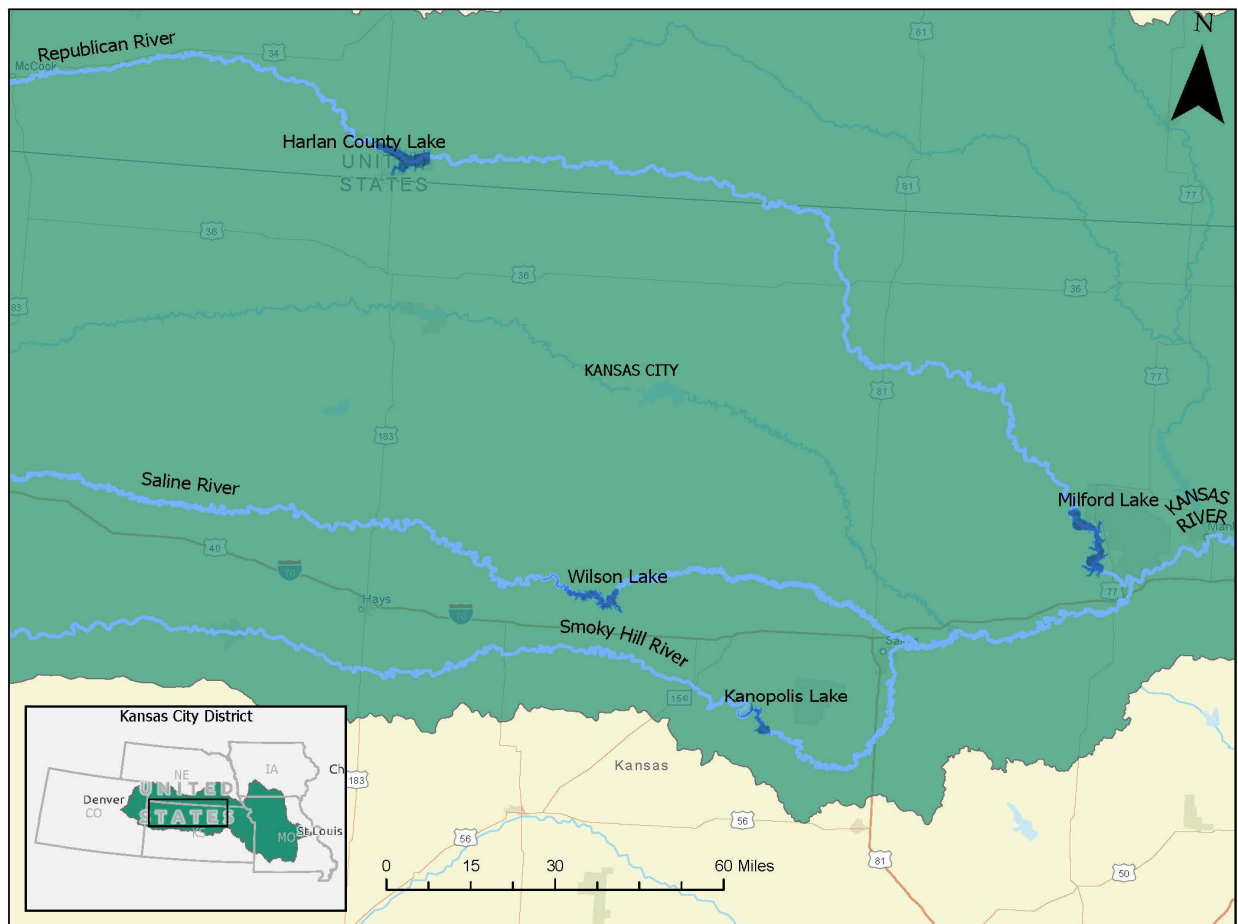 N
81
Republican River
34
McCook
Harlan County Lake
UNITED
STATES
81
77
36
36
36
83
KANSAS CITY
77
81
183
Saline River
Milford Lake
KANSAS
RIVER
40
70
Wilson Lake
77
Hays
70
Smoky Hill
River
156
Kanopolis Lake
Kansas City District
NE
IA
UNITED
Denver
STATES
CO
KS
MO
St Louis
Kansas
183
56
56
81
50
0 15 30 60 Miles